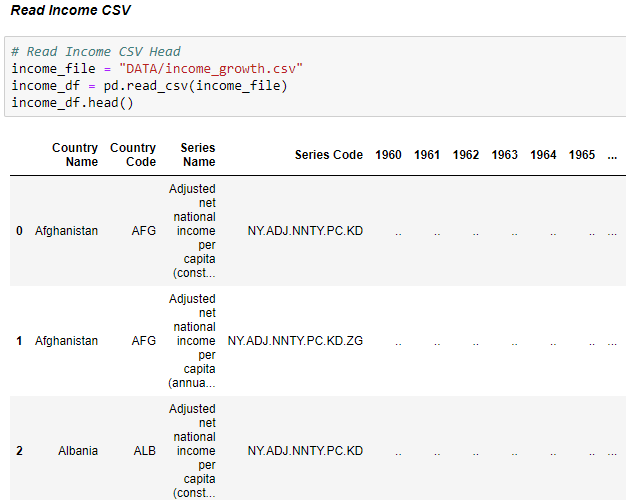 Read Income CSV
# Read Income CSV Head
income_file = "DATA/income_growth.csv"
income_df = pd.read_csv(income_file)
income_df.head()
Country Name Country Code Series Name Series Code 1960 1961 1962 1963 1964 1965 ...
0 Afghanistan AFG Adjusted net national income per capita (const... NY.ADJ.NNTY.PC.KD .. .. .. .. .. .. ...
1 Afghanistan AFG Adjusted net national income per capita (annua... NY.ADJ.NNTY.PC.KD.ZG .. .. .. .. .. .. ...
2 Albania ALB Adjusted net national income per capita (const... NY.ADJ.NNTY.PC.KD .. .. .. .. .. .. ...